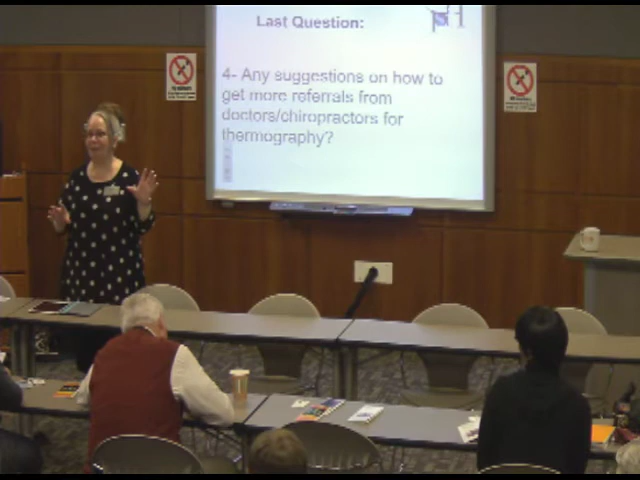 Last Question:
4- Any suggestions on how to
get more referrals from
doctors/chiropractors for
thermography?